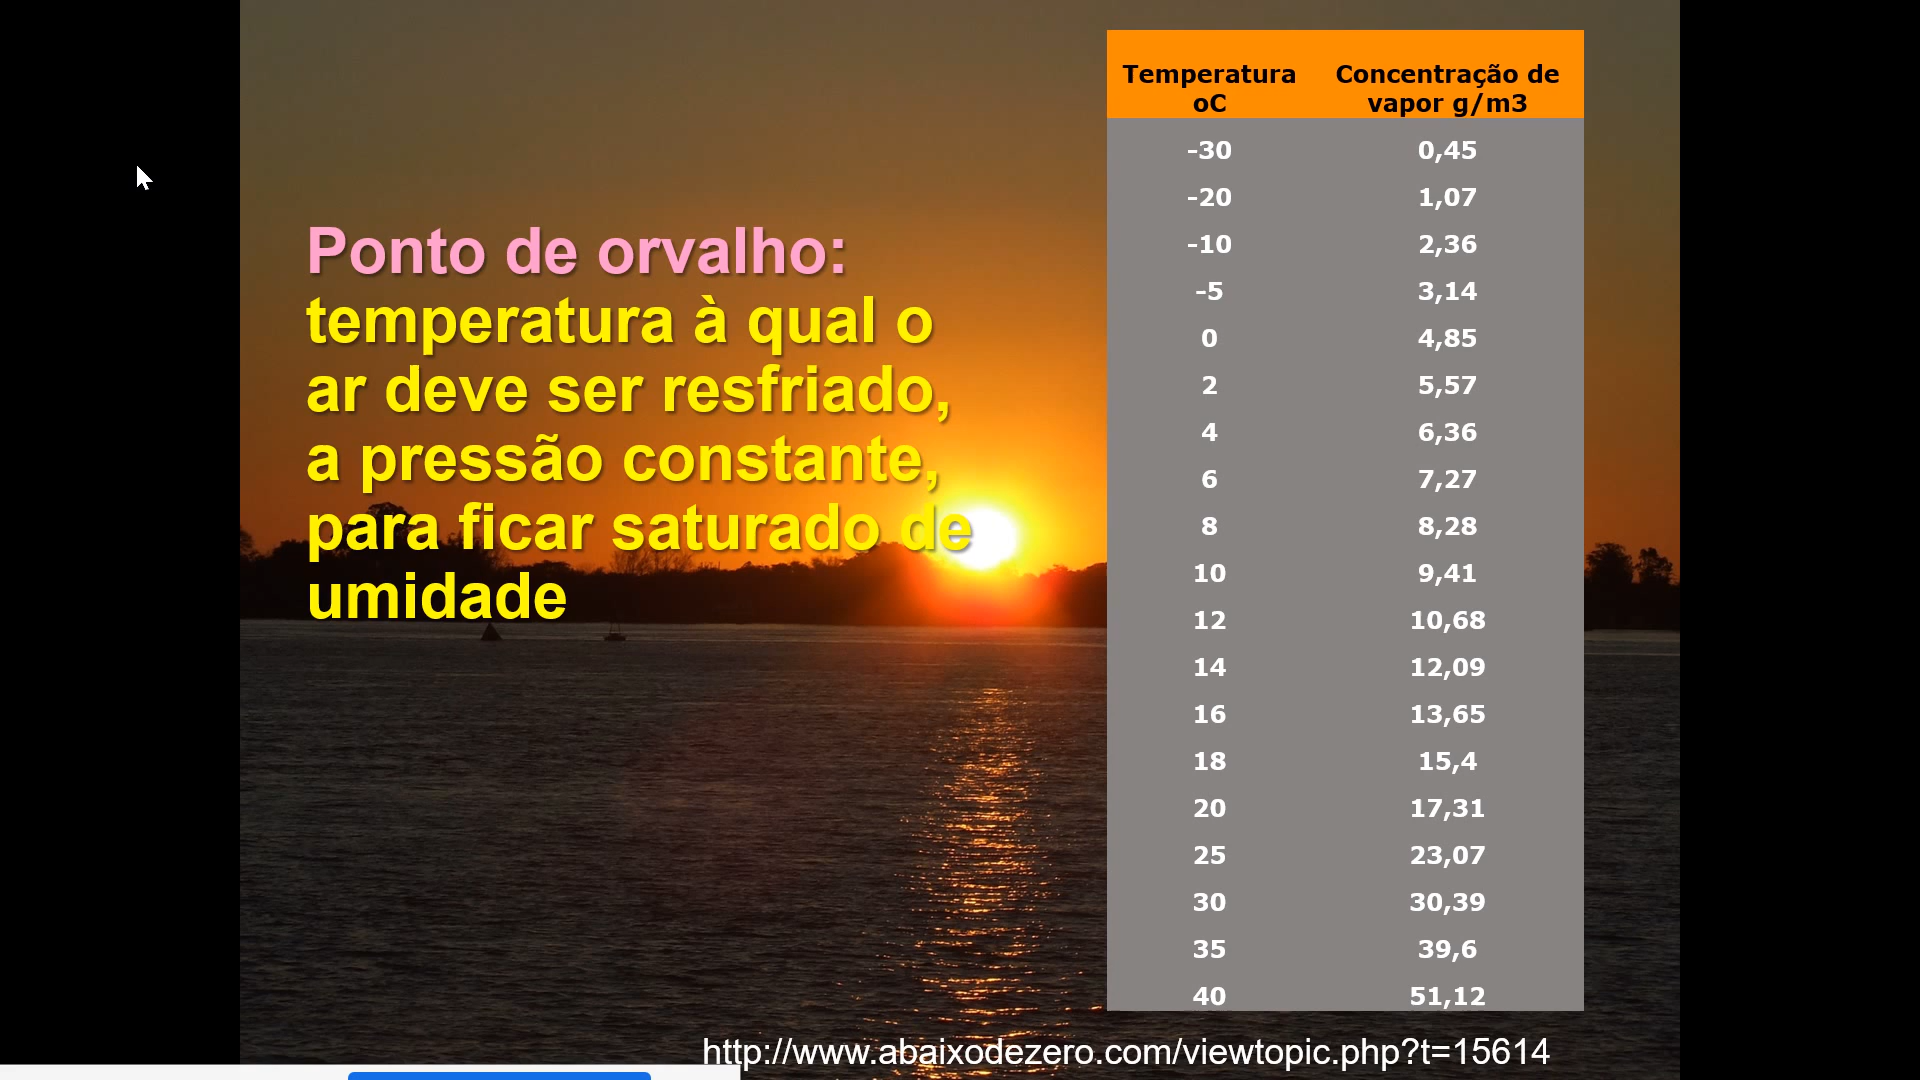 Ponto de orvalho:
temperatura à qual o
ar deve ser resfriado,
a pressão constante,
para ficar saturado de
umidade
Temperatura oC Concentração de vapor g/m3
-30 0,45
-20 1,07
-10 2,36
-5 3,14
0 4,85
2 5,57
4 6,36
6 7,27
8 8,28
10 9,41
12 10,68
14 12,09
16 13,65
18 15,4
20 17,31
25 23,07
30 30,39
35 39,6
40 51,12
http://www.abaixodezero.com/viewtopic.php?t=15614